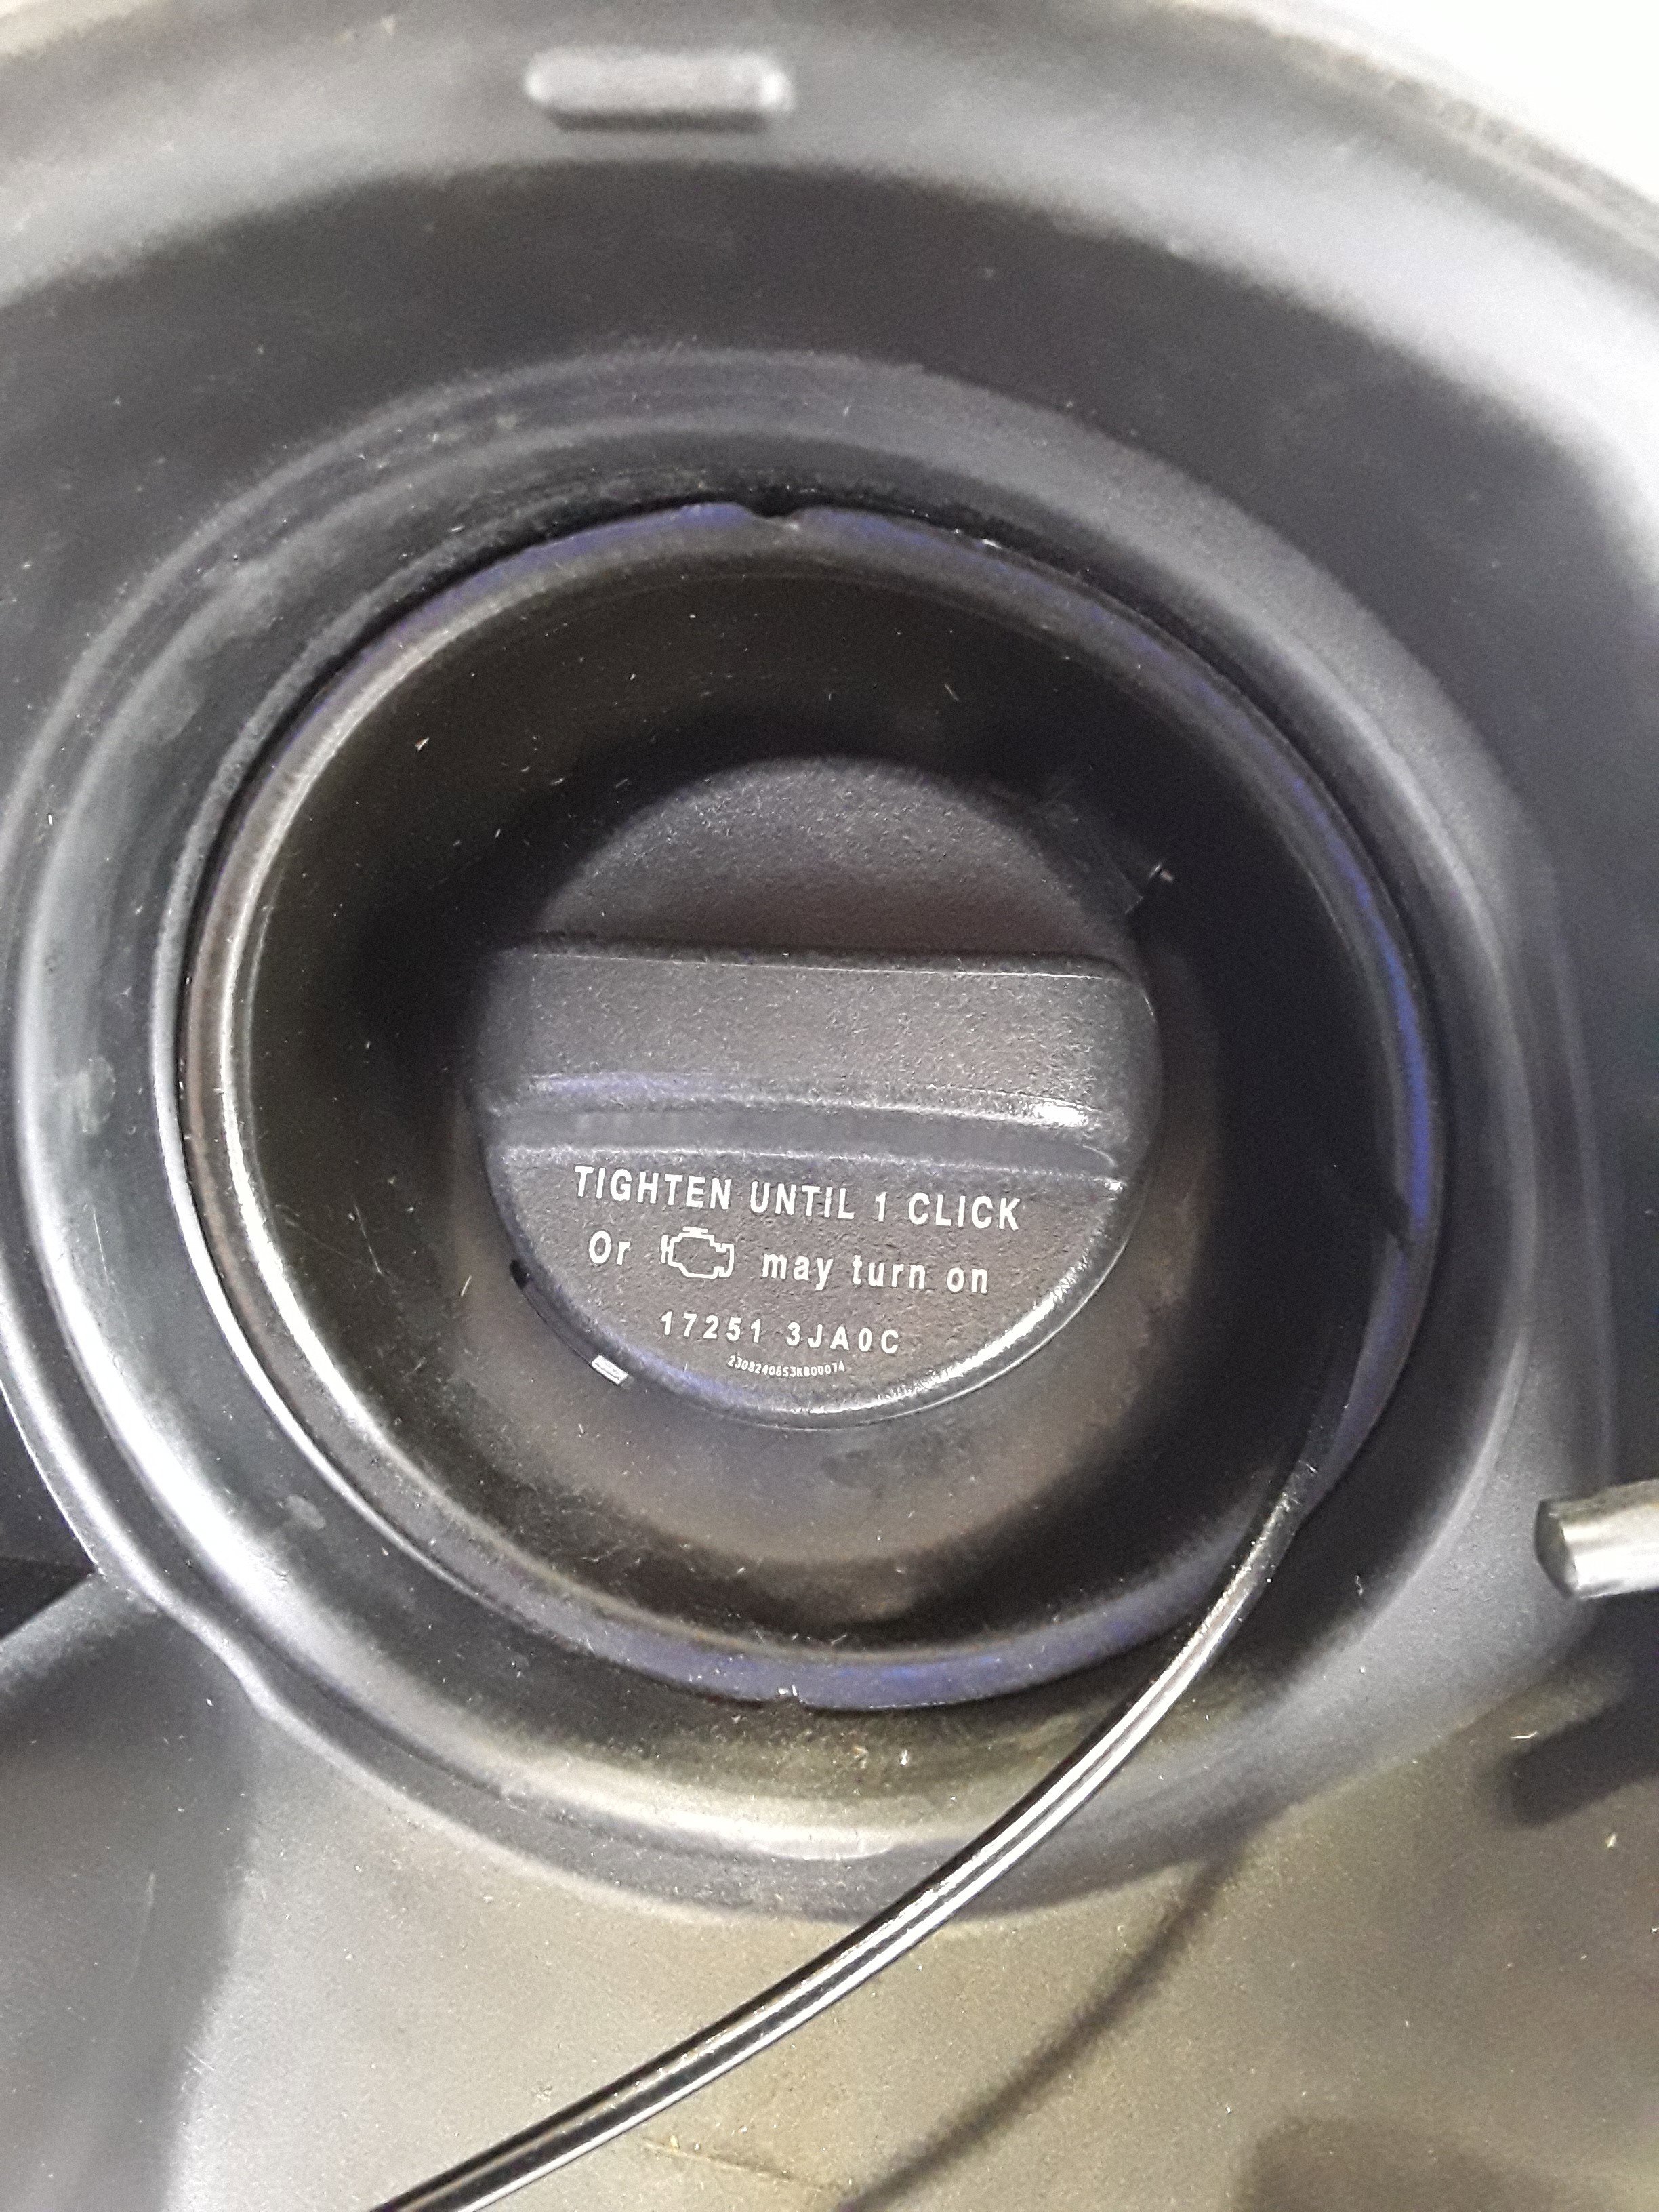 TIGHTEN UNTIL 1 CLICK
Or may turn on
17251 3JA0C